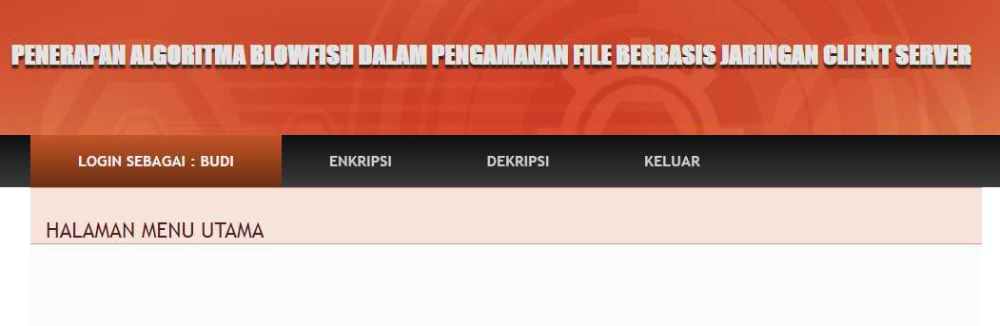 PENERAPAN ALGORITMA BLOWFISH DALAM PENGAMANAN FILE BERBASIS JARINGAN CLIENT SERVER
LOGIN SEBAGAI : BUDI ENKRIPSI DEKRIPSI KELUAR
HALAMAN MENU UTAMA